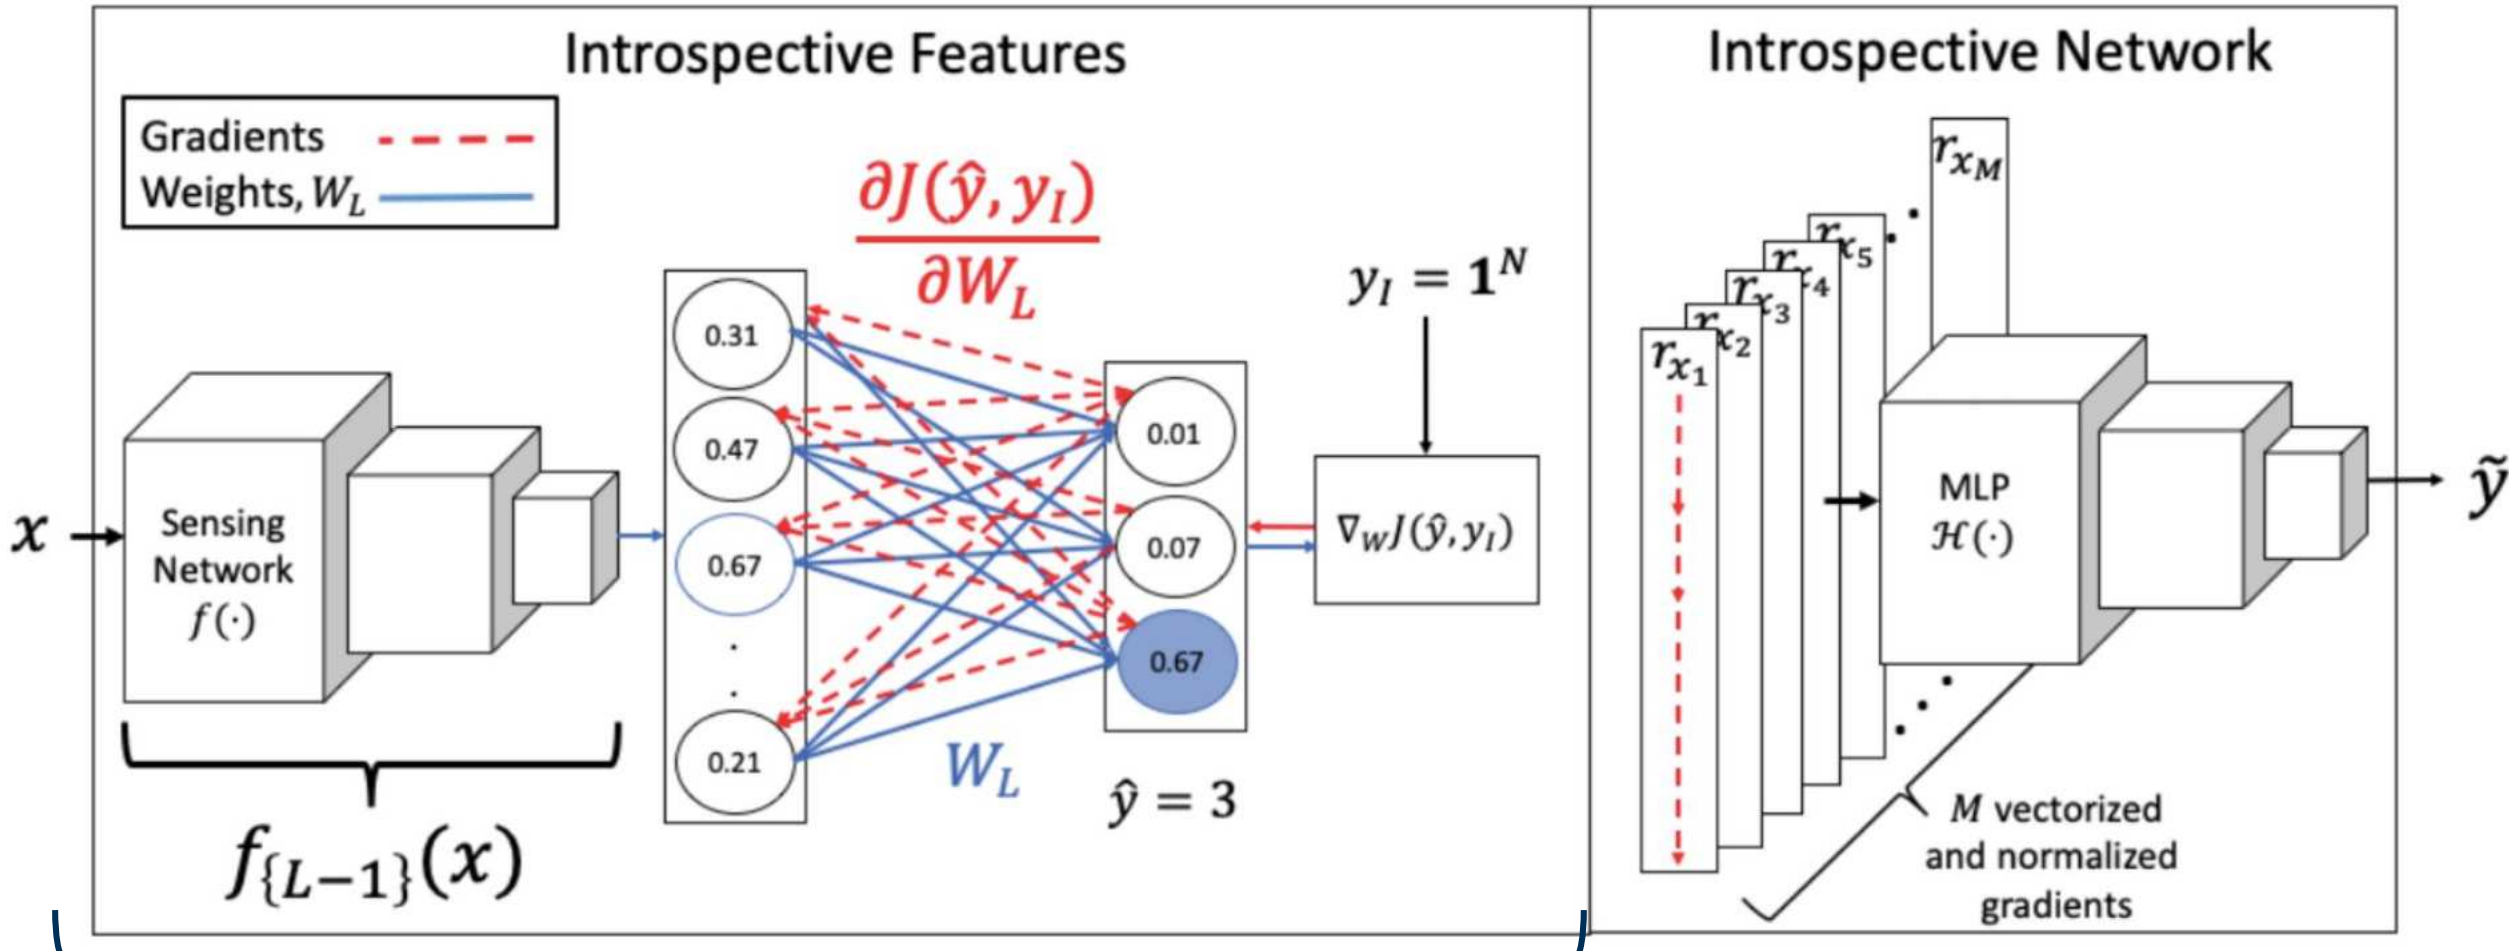 Introspective Features
Gradients
Weights, W_L
∂J(ŷ, y_I)
∂W_L
y_I = 1^N
x
Sensing
Network
f(·)
0.31
0.47
0.67
.
.
0.21
0.01
0.07
0.67
∇_W J(ŷ, y_I)
W_L
ŷ = 3
f_{L−1}(x)
Introspective Network
r_{x_M}
r_{x_5}
r_{x_4}
r_{x_3}
r_{x_2}
r_{x_1}
MLP
ℋ(·)
ỹ
M vectorized
and normalized
gradients